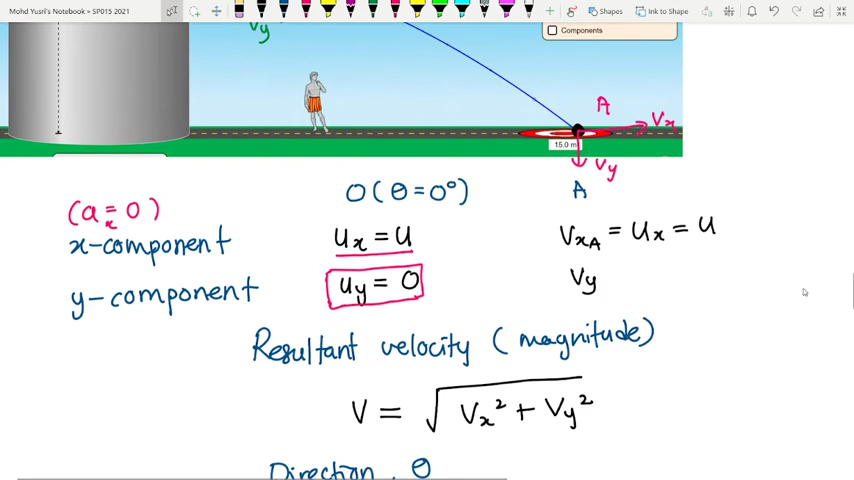 Mohd Yusri's Notebook » SP015 2021
Shapes
Ink to Shape
Vy
Components
A
Vx
15.0 m
Vy
O (θ = 0°)
A
(aₓ = 0)
x-component
uₓ = u
VxA = Uₓ = U
y-component
uy = 0
Vy
Resultant velocity (magnitude)
V = √(Vx² + Vy²)
Direction, θ